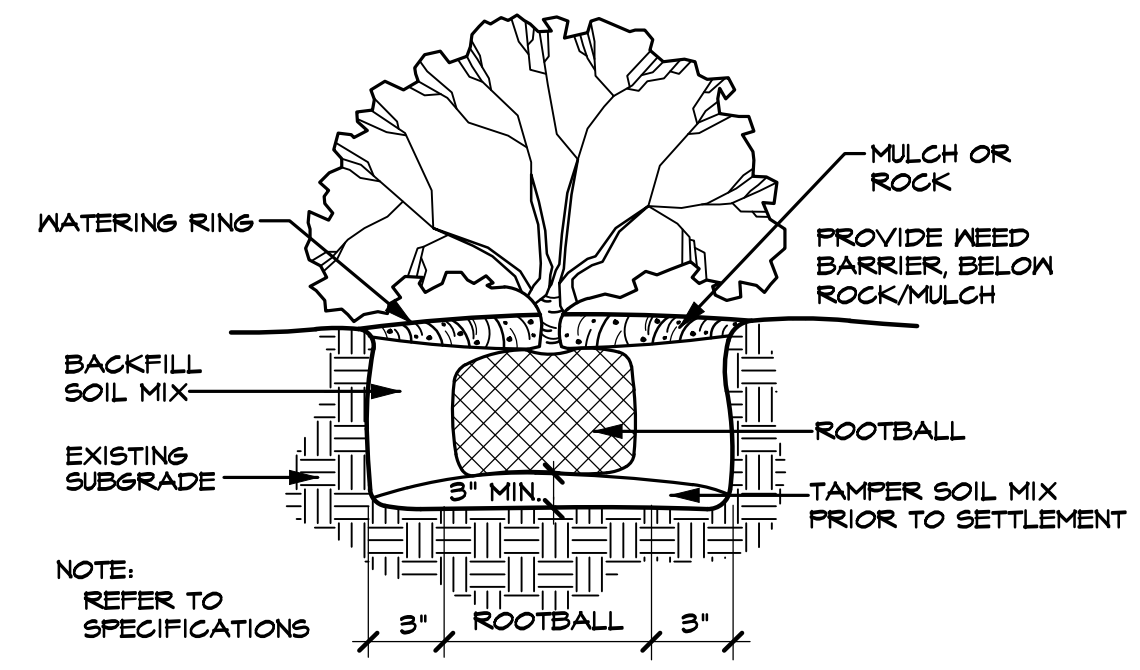 MULCH OR
ROCK
WATERING RING
PROVIDE WEED
BARRIER, BELOW
ROCK/MULCH
BACKFILL
SOIL MIX
ROOTBALL
EXISTING
SUBGRADE
3" MIN.
TAMPER SOIL MIX
PRIOR TO SETTLEMENT
NOTE:
REFER TO
SPECIFICATIONS
3"
ROOTBALL
3"